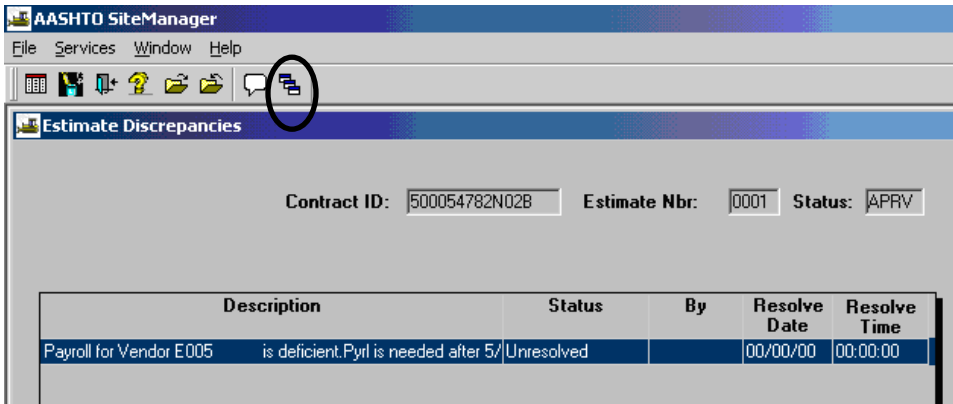 AASHTO SiteManager
File Services Window Help
Estimate Discrepancies
Contract ID: 500054782N02B Estimate Nbr: 0001 Status: APRV
Description Status By Resolve Date Resolve Time
Payroll for Vendor E005 is deficient.Pyrl is needed after 5/ Unresolved 00/00/00 00:00:00